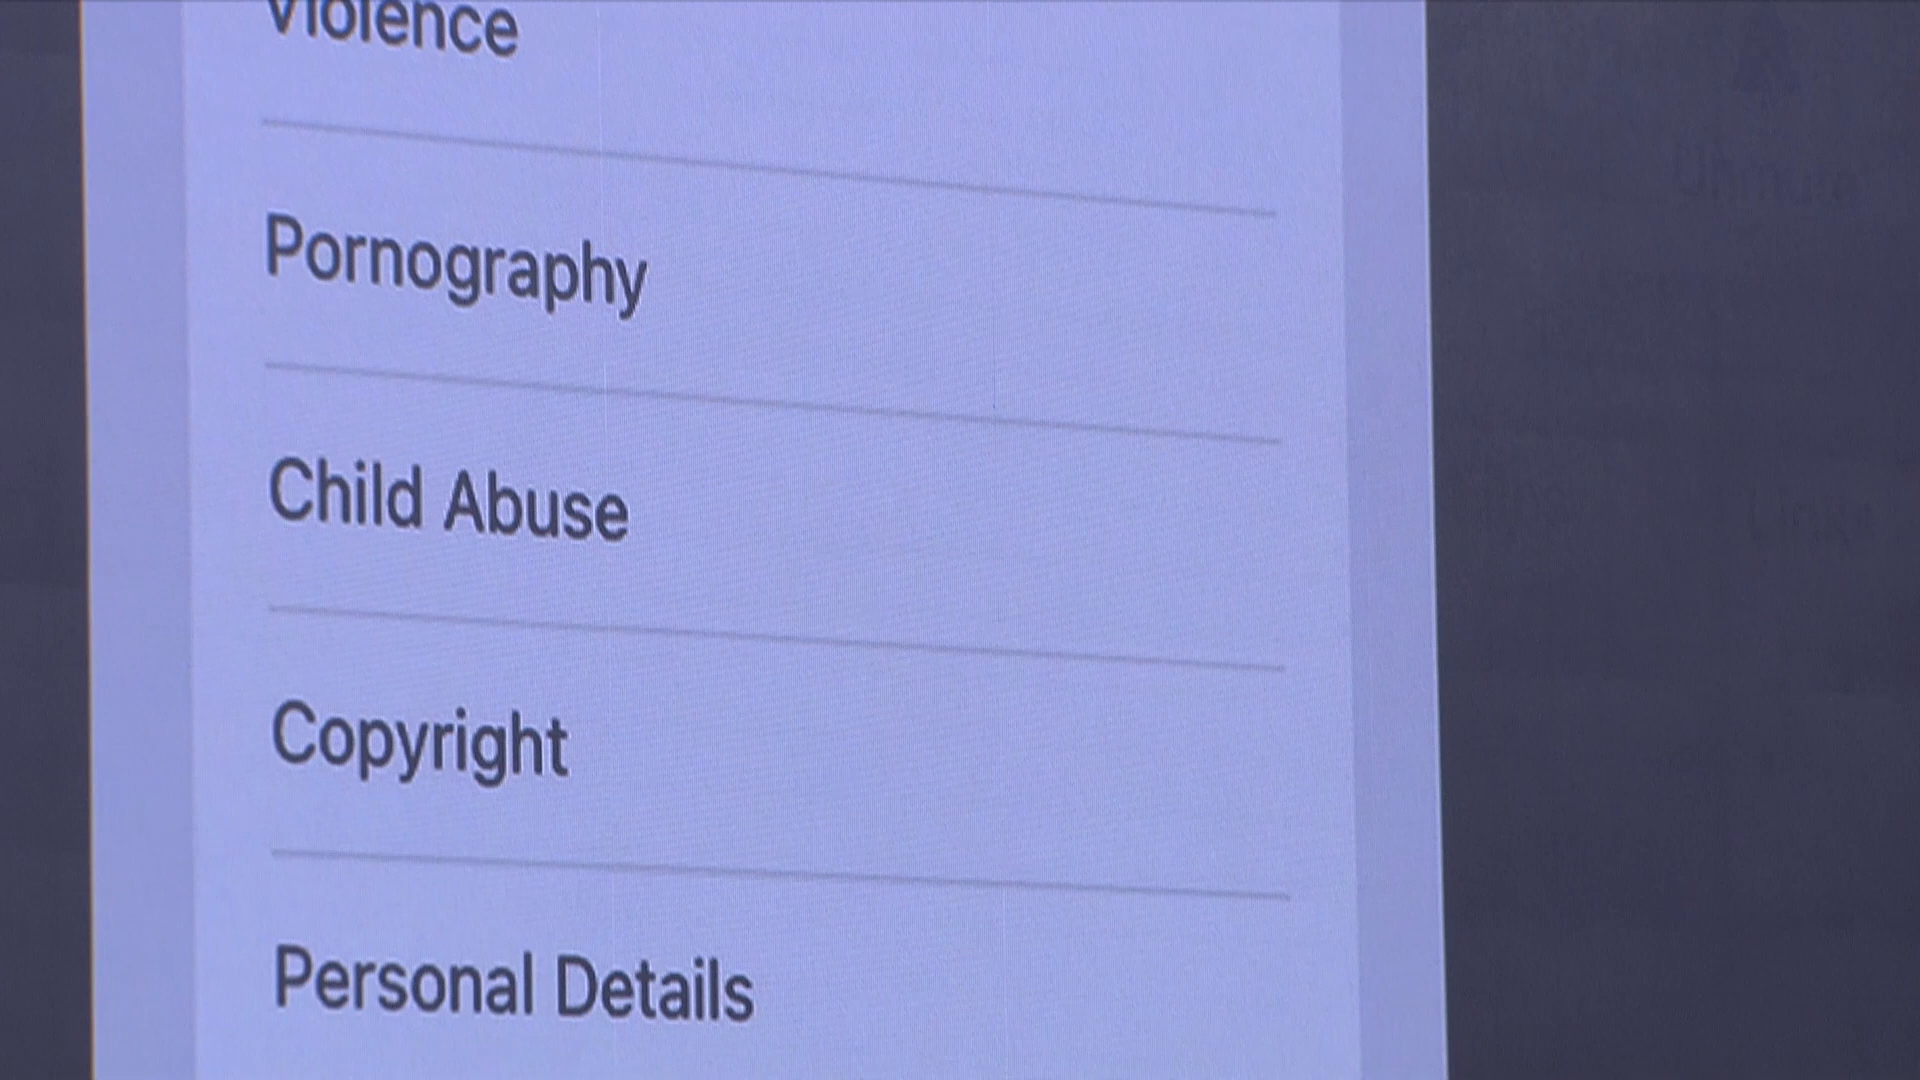 Violence
Pornography
Child Abuse
Copyright
Personal Details